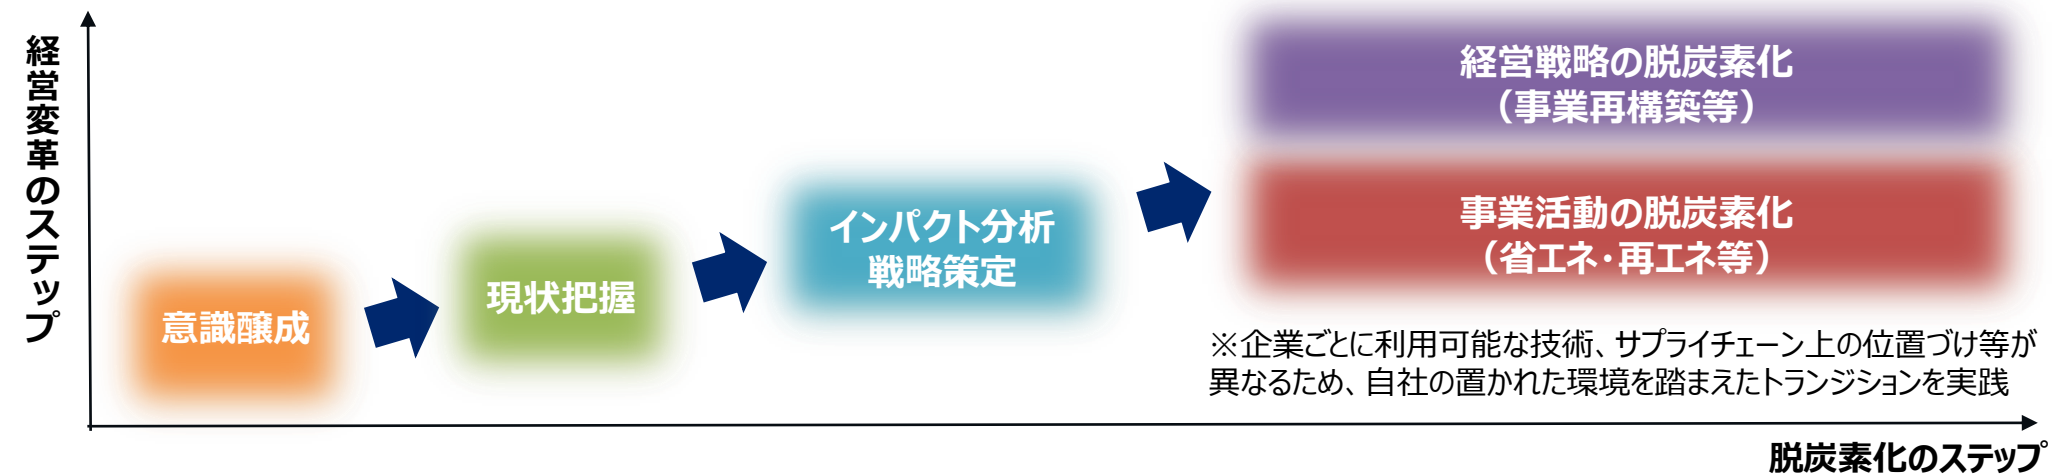 経営変革のステップ
意識醸成
現状把握
インパクト分析
戦略策定
経営戦略の脱炭素化
（事業再構築等）
事業活動の脱炭素化
（省エネ・再エネ等）
※企業ごとに利用可能な技術、サプライチェーン上の位置づけ等が
異なるため、自社の置かれた環境を踏まえたトランジションを実践
脱炭素化のステップ